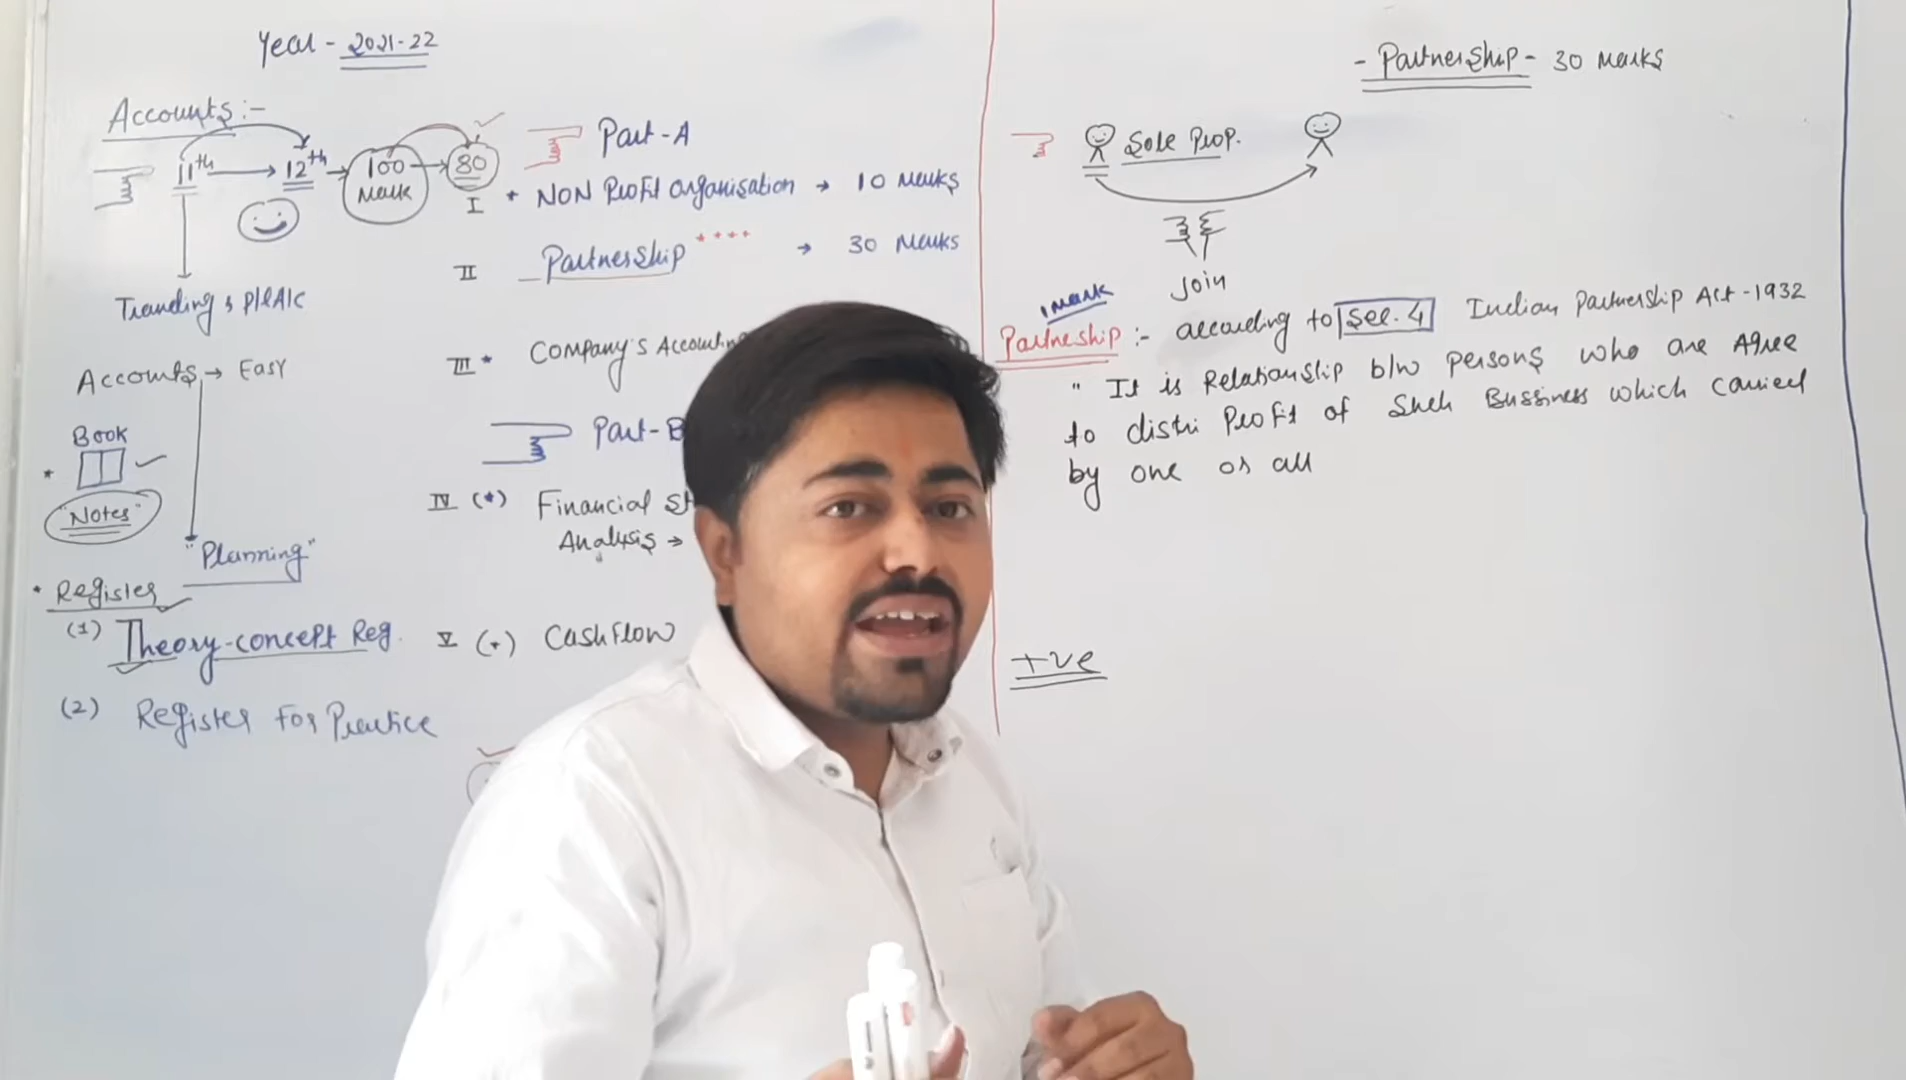 Year - 2021-22
Accounts :-
11th → 12th → 100 Mark → 80
Tranding & P/L A/c
Accounts → Easy
Book
* 
"Notes"
"Planning"
* Register
(1) Theory-concept Reg.
(2) Register For Practice
Part-A
I * NON Profit Organisation → 10 Marks
II Partnership **** → 30 Marks
III * Company's Accountin
Part-B
IV (*) Financial St
Analysis →
V (*) Cash Flow
- Partnership - 30 Marks
Sole Prop.
Join
1 Mark
Partneship :- according to Sec. 4 Indian Partnership Act -1932
" It is Relationship b/w persons who are Agree
to distri Profit of Such Bussiness which carried
by one or all
+ve